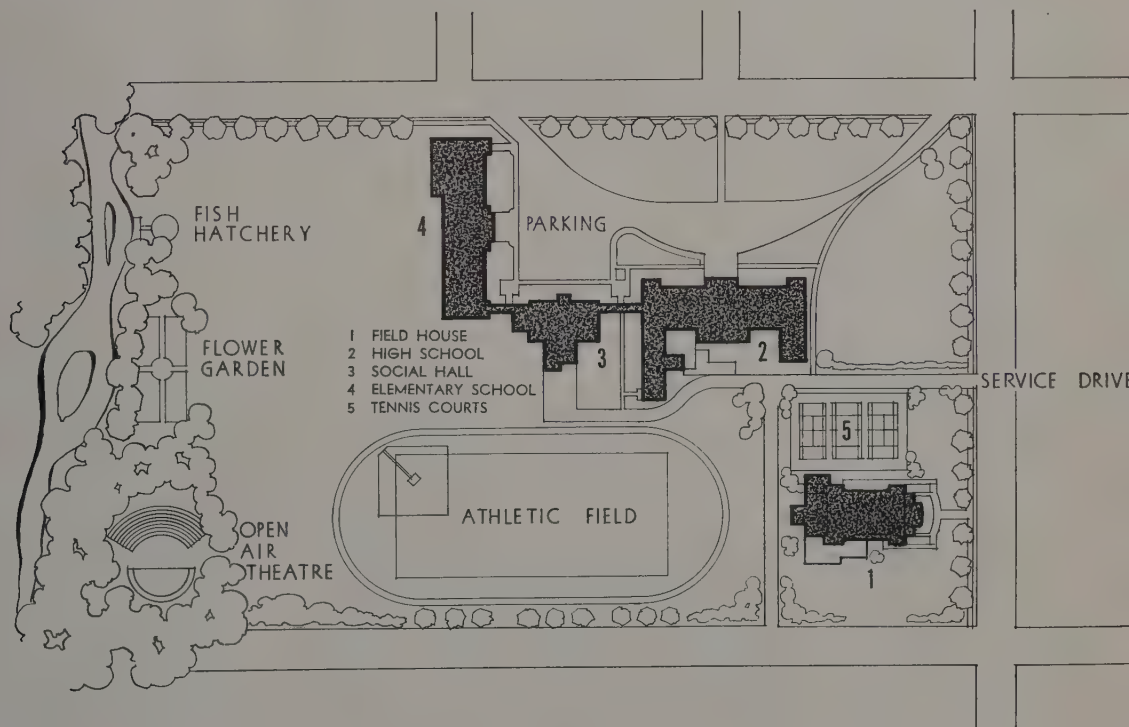 FISH
HATCHERY
4
PARKING
FLOWER
GARDEN
1 FIELD HOUSE
2 HIGH SCHOOL
3 SOCIAL HALL
4 ELEMENTARY SCHOOL
5 TENNIS COURTS
3
2
SERVICE DRIVE
5
ATHLETIC FIELD
OPEN
AIR
THEATRE
1